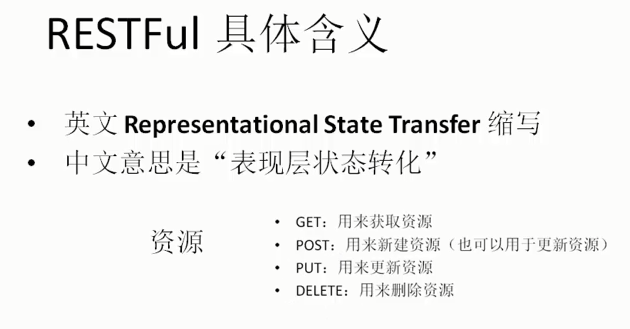 RESTFul 具体含义
• 英文 Representational State Transfer 缩写
• 中文意思是“表现层状态转化”
资源
• GET：用来获取资源
• POST：用来新建资源（也可以用于更新资源）
• PUT：用来更新资源
• DELETE：用来删除资源